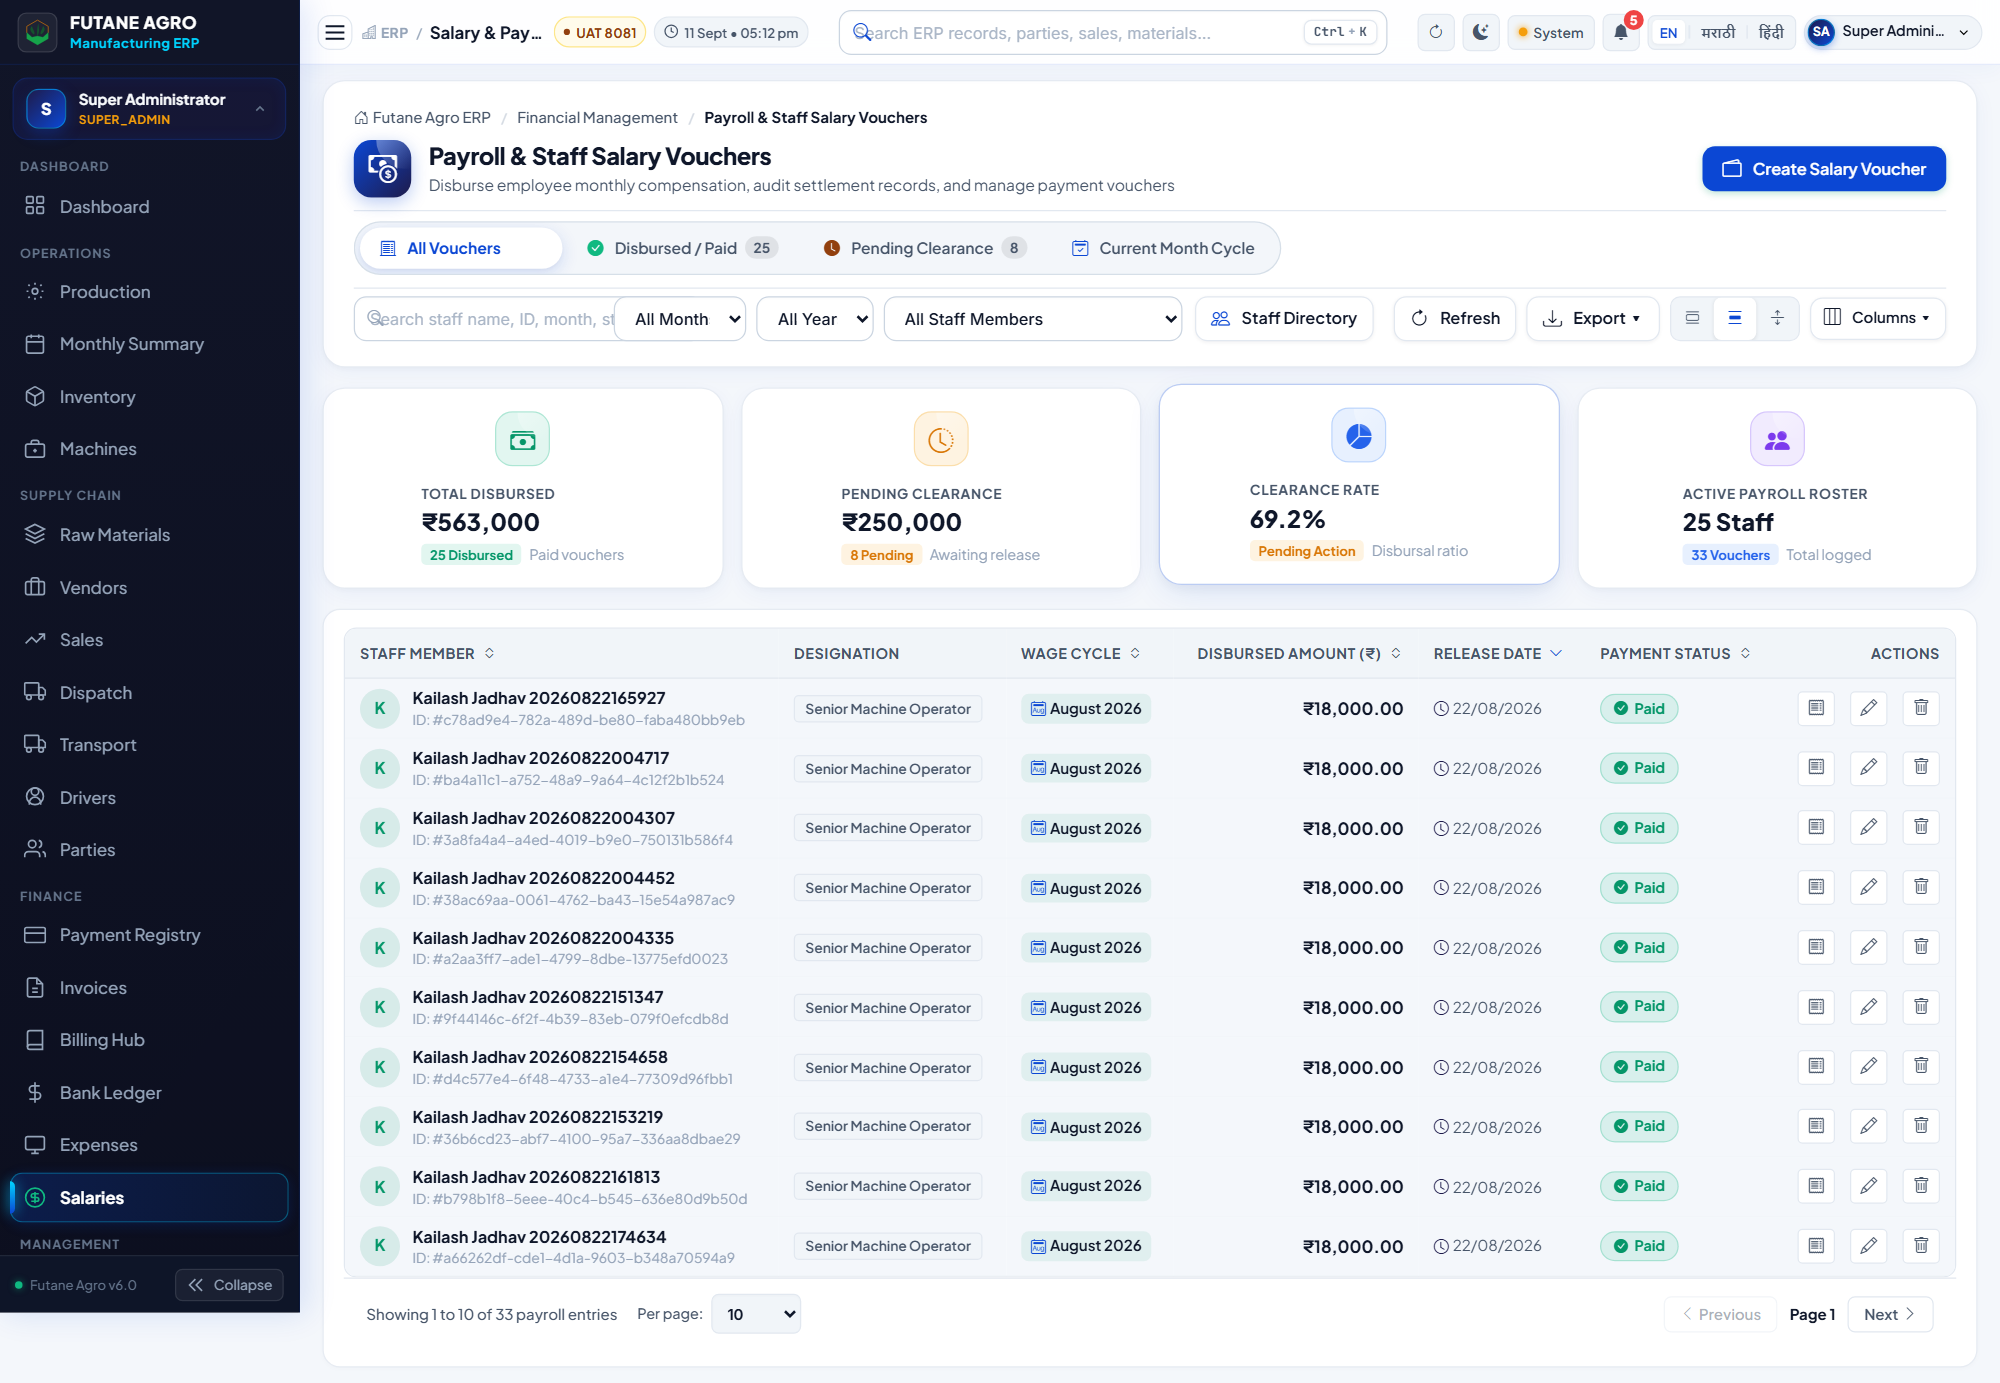 FUTANE AGRO
Manufacturing ERP
S
Super Administrator
SUPER_ADMIN
DASHBOARD
Dashboard
OPERATIONS
Production
Monthly Summary
Inventory
Machines
SUPPLY CHAIN
Raw Materials
Vendors
Sales
Dispatch
Transport
Drivers
Parties
FINANCE
Payment Registry
Invoices
Billing Hub
Bank Ledger
Expenses
Salaries
MANAGEMENT
Futane Agro v6.0
Collapse
ERP / Salary & Pay...
UAT 8081
11 Sept • 05:12 pm
Search ERP records, parties, sales, materials...
Ctrl + K
System
5
EN
मराठी
हिंदी
SA
Super Admini...
Futane Agro ERP / Financial Management / Payroll & Staff Salary Vouchers
Payroll & Staff Salary Vouchers
Disburse employee monthly compensation, audit settlement records, and manage payment vouchers
Create Salary Voucher
All Vouchers
Disbursed / Paid 25
Pending Clearance 8
Current Month Cycle
Search staff name, ID, month, st
All Month
All Year
All Staff Members
Staff Directory
Refresh
Export
Columns
TOTAL DISBURSED
₹563,000
25 Disbursed Paid vouchers
PENDING CLEARANCE
₹250,000
8 Pending Awaiting release
CLEARANCE RATE
69.2%
Pending Action Disbursal ratio
ACTIVE PAYROLL ROSTER
25 Staff
33 Vouchers Total logged
STAFF MEMBER DESIGNATION WAGE CYCLE DISBURSED AMOUNT (₹) RELEASE DATE PAYMENT STATUS ACTIONS
K Kailash Jadhav 20260822165927 Senior Machine Operator August 2026 ₹18,000.00 22/08/2026 Paid
ID: #c78ad9e4-782a-489d-be80-faba480bb9eb
K Kailash Jadhav 20260822004717 Senior Machine Operator August 2026 ₹18,000.00 22/08/2026 Paid
ID: #ba4a11c1-a752-48a9-9a64-4c12f2b1b524
K Kailash Jadhav 20260822004307 Senior Machine Operator August 2026 ₹18,000.00 22/08/2026 Paid
ID: #3a8fa4a4-a4ed-4019-b9e0-750131b586f4
K Kailash Jadhav 20260822004452 Senior Machine Operator August 2026 ₹18,000.00 22/08/2026 Paid
ID: #38ac69aa-0061-4762-ba43-15e54a987ac9
K Kailash Jadhav 20260822004335 Senior Machine Operator August 2026 ₹18,000.00 22/08/2026 Paid
ID: #a2aa3ff7-ade1-4799-8dbe-13775efd0023
K Kailash Jadhav 20260822151347 Senior Machine Operator August 2026 ₹18,000.00 22/08/2026 Paid
ID: #9f44146c-6f2f-4b39-83eb-079f0efcdb8d
K Kailash Jadhav 20260822154658 Senior Machine Operator August 2026 ₹18,000.00 22/08/2026 Paid
ID: #d4c577e4-6f48-4733-a1e4-77309d96fbb1
K Kailash Jadhav 20260822153219 Senior Machine Operator August 2026 ₹18,000.00 22/08/2026 Paid
ID: #36b6cd23-abf7-4100-95a7-336aa8dbae29
K Kailash Jadhav 20260822161813 Senior Machine Operator August 2026 ₹18,000.00 22/08/2026 Paid
ID: #b798b1f8-5eee-40c4-b545-636e80d9b50d
K Kailash Jadhav 20260822174634 Senior Machine Operator August 2026 ₹18,000.00 22/08/2026 Paid
ID: #a66262df-cde1-4d1a-9603-b348a70594a9
Showing 1 to 10 of 33 payroll entries Per page: 10
Previous Page 1 Next